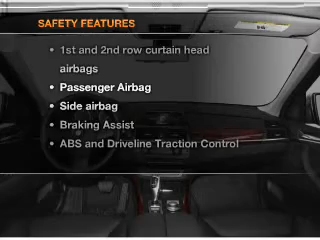 SAFETY FEATURES
• 1st and 2nd row curtain head
airbags
• Passenger Airbag
• Side airbag
• Braking Assist
• ABS and Driveline Traction Control